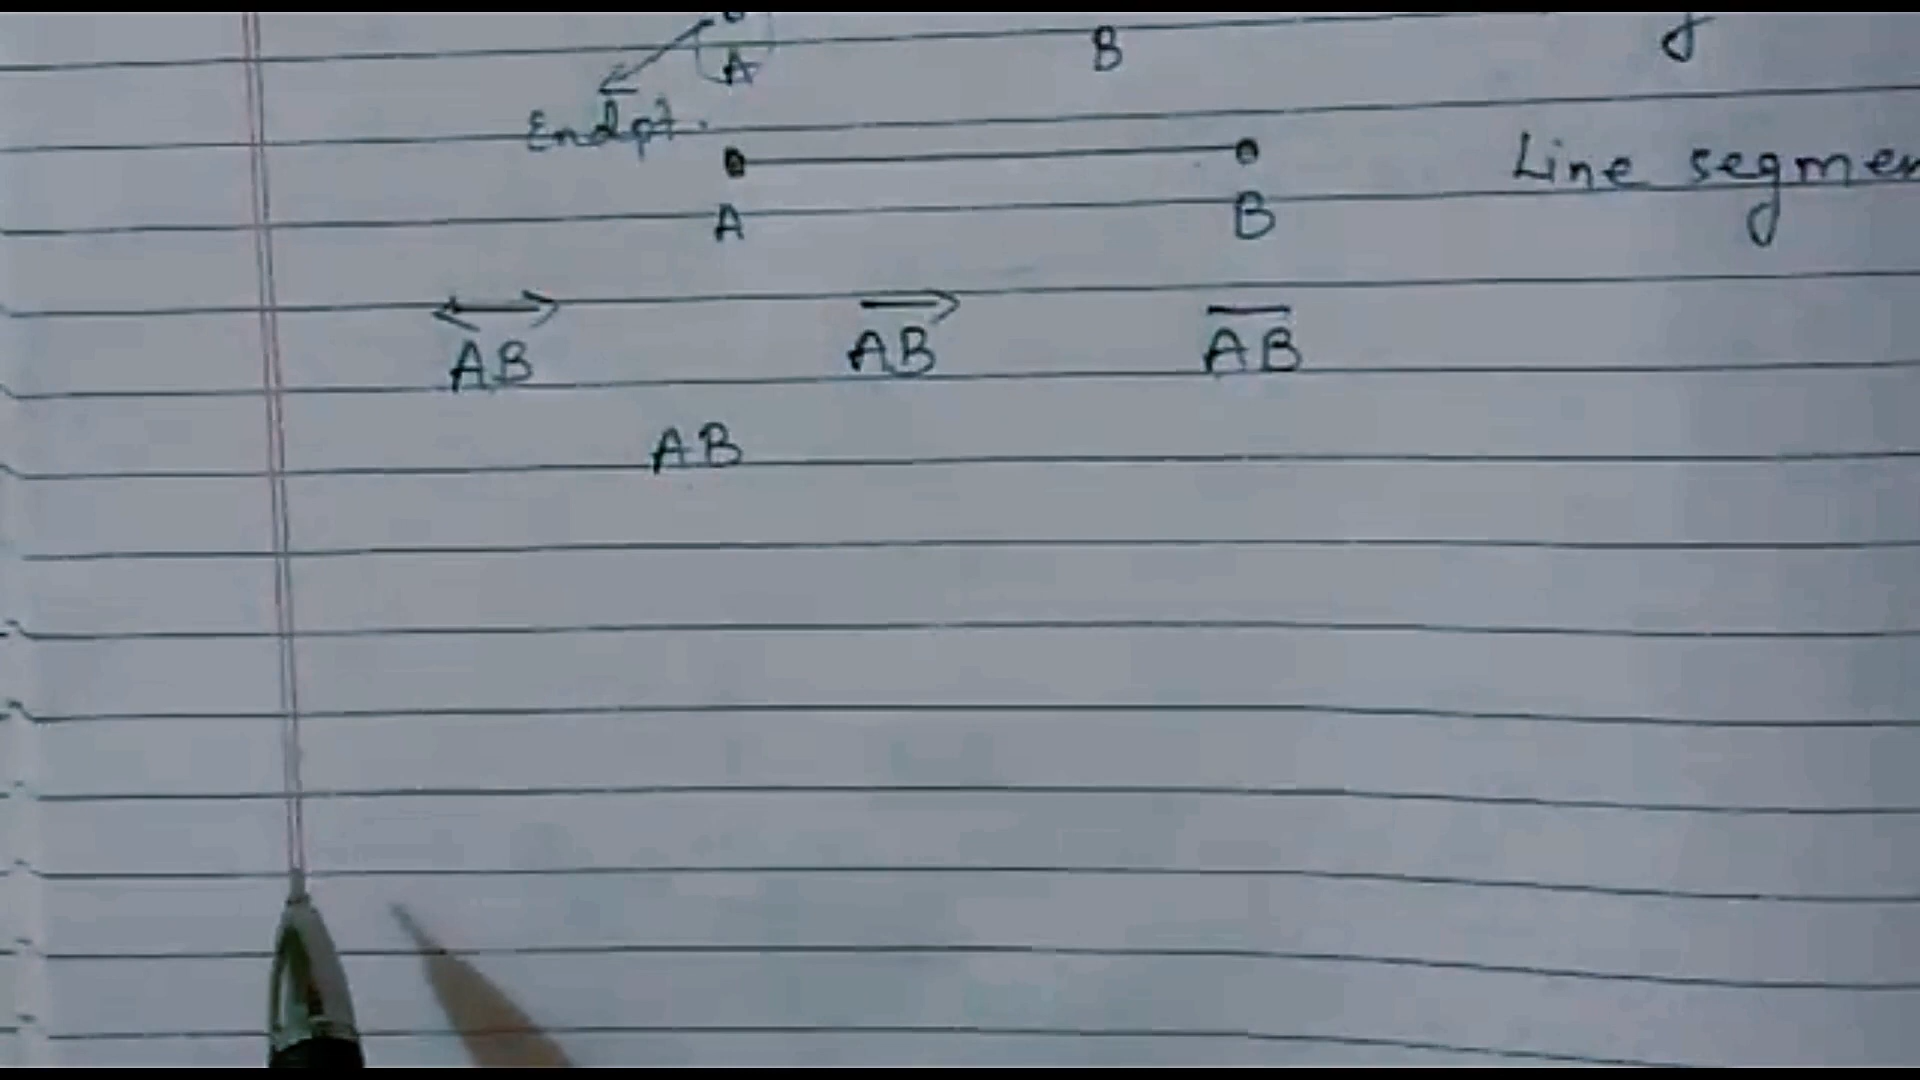 A B
Endpt.
A B Line segmen
AB AB AB
AB